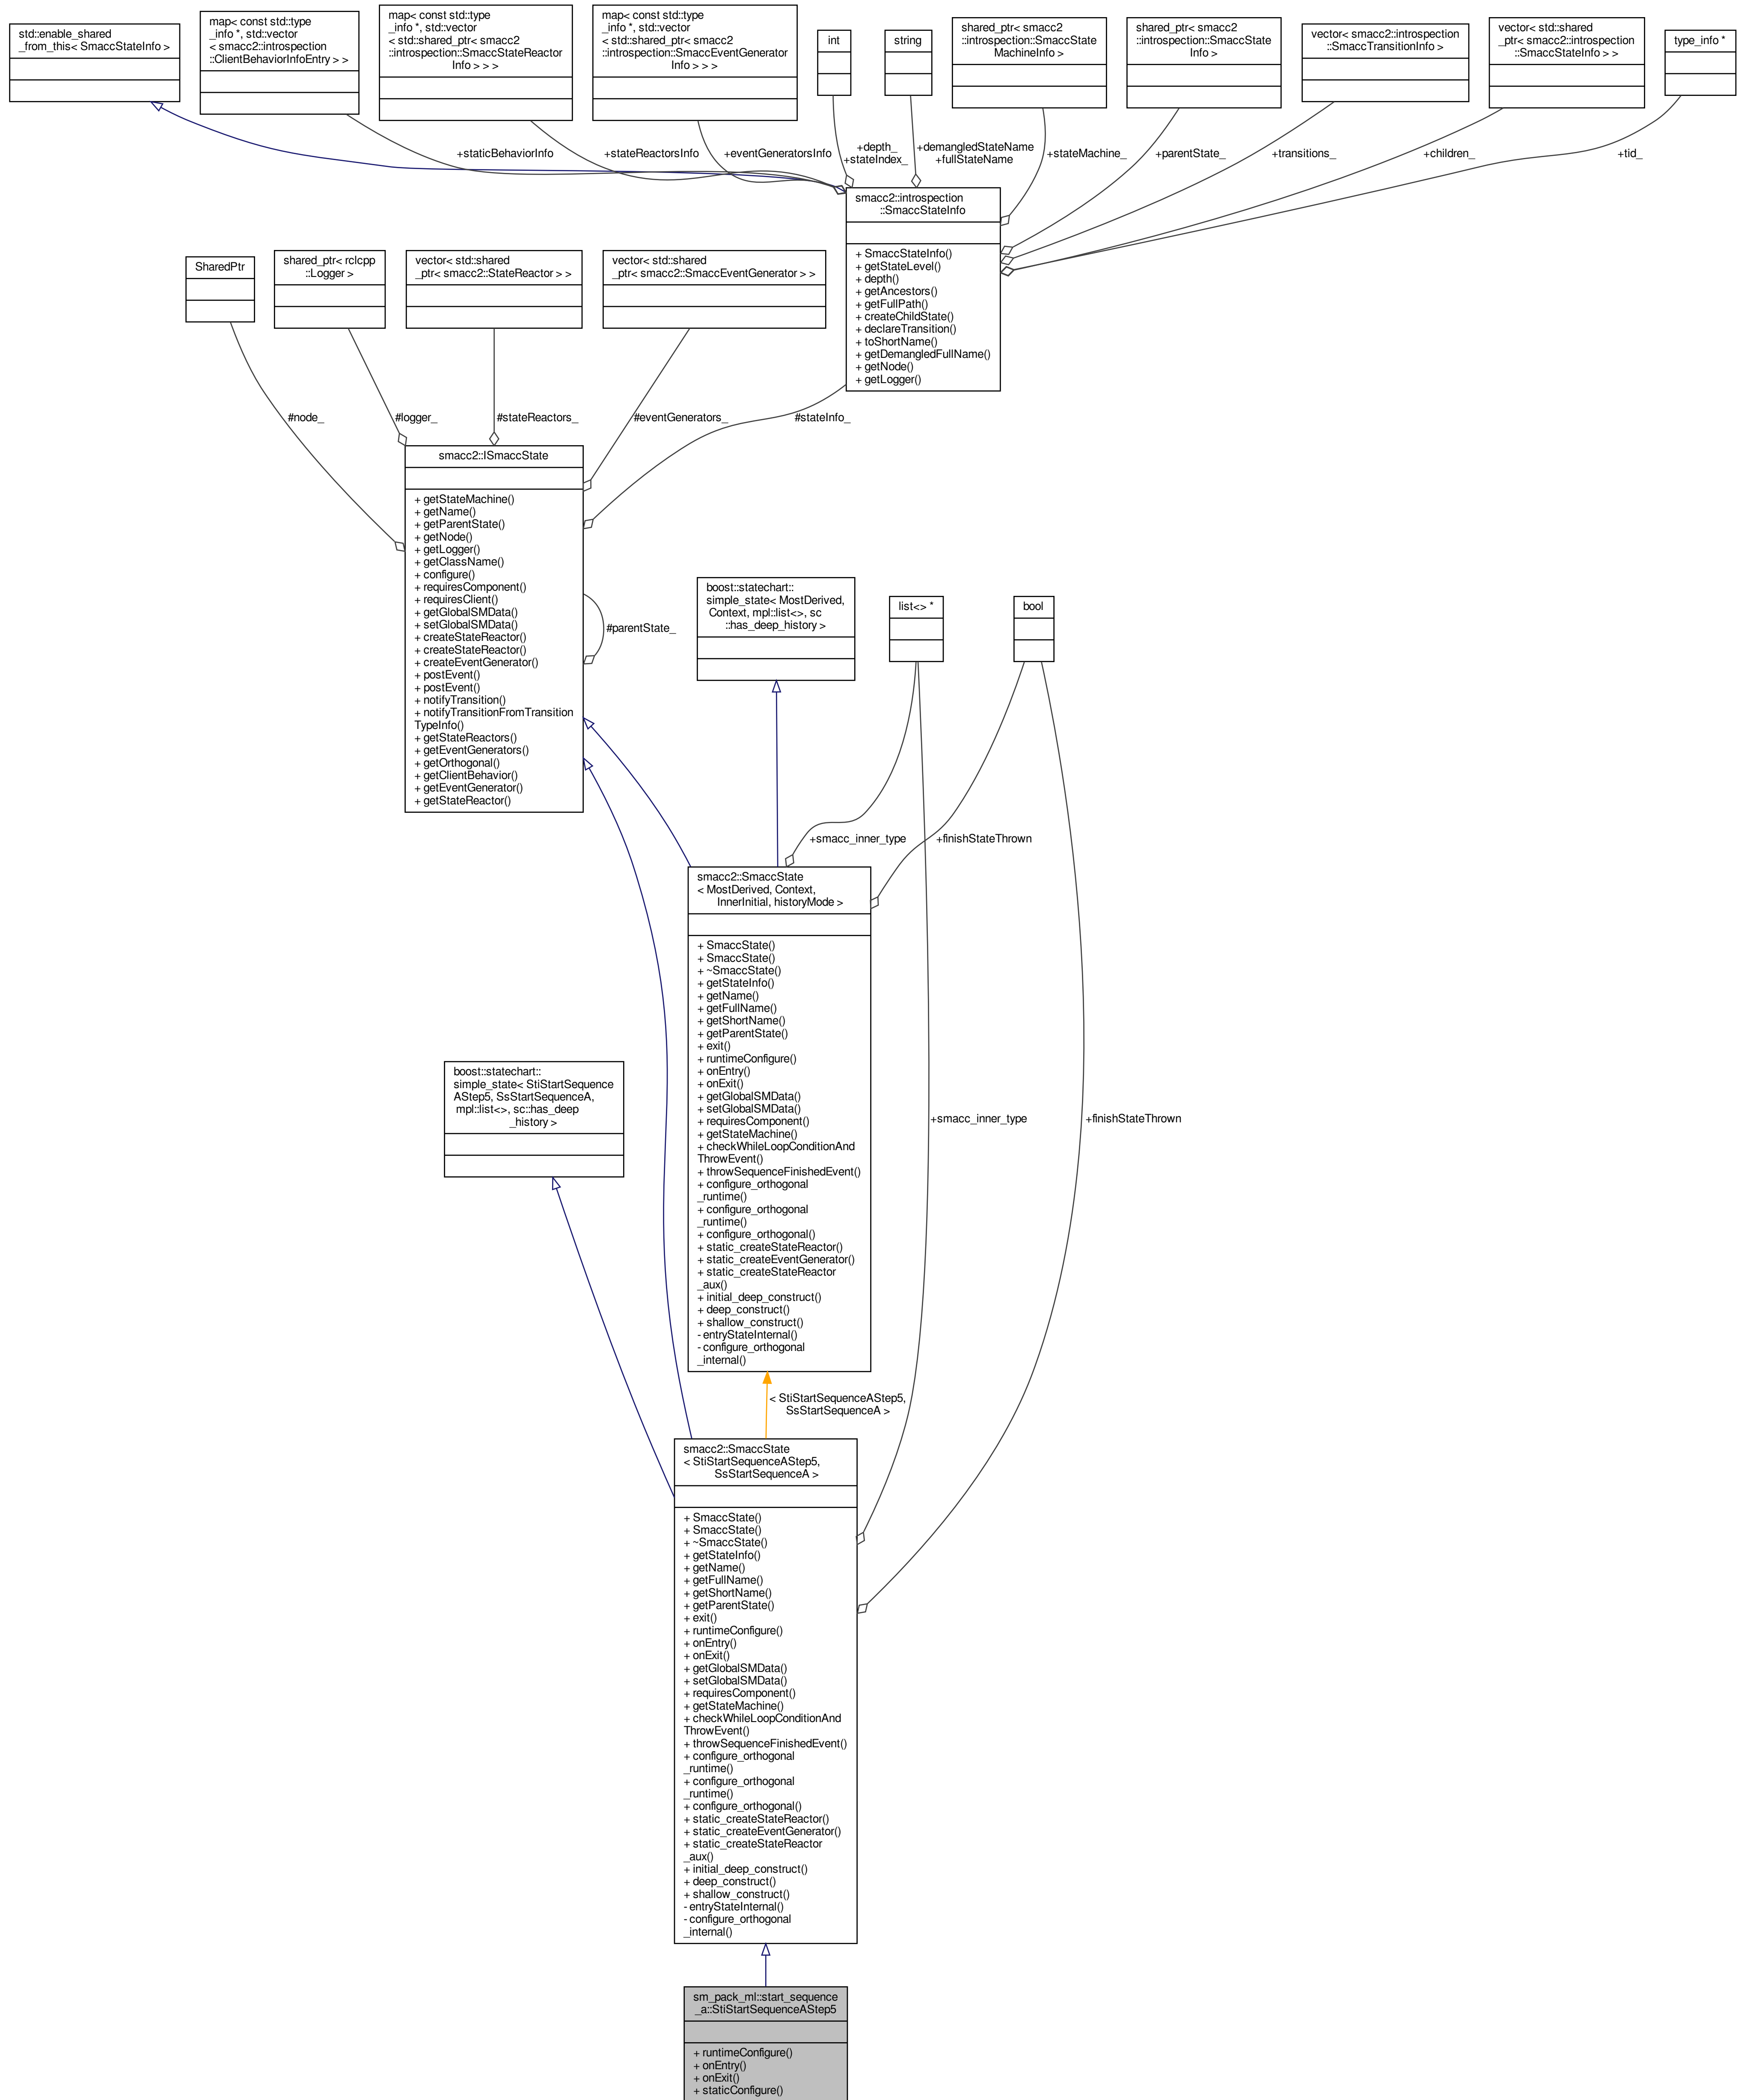 std::enable_shared
_from_this< SmaccStateInfo >
map< const std::type
_info *, std::vector
< smacc2::introspection
::ClientBehaviorInfoEntry > >
map< const std::type
_info *, std::vector
< std::shared_ptr< smacc2
::introspection::SmaccStateReactor
Info > > >
map< const std::type
_info *, std::vector
< std::shared_ptr< smacc2
::introspection::SmaccEventGenerator
Info > > >
int
string
shared_ptr< smacc2
::introspection::SmaccState
MachineInfo >
shared_ptr< smacc2
::introspection::SmaccState
Info >
vector< smacc2::introspection
::SmaccTransitionInfo >
vector< std::shared
_ptr< smacc2::introspection
::SmaccStateInfo > >
type_info *
+staticBehaviorInfo
+stateReactorsInfo
+eventGeneratorsInfo
+depth_
+stateIndex_
+demangledStateName
+fullStateName
+stateMachine_
+parentState_
+transitions_
+children_
+tid_
smacc2::introspection
::SmaccStateInfo
+ SmaccStateInfo()
+ getStateLevel()
+ depth()
+ getAncestors()
+ getFullPath()
+ createChildState()
+ declareTransition()
+ toShortName()
+ getDemangledFullName()
+ getNode()
+ getLogger()
SharedPtr
shared_ptr< rclcpp
::Logger >
vector< std::shared
_ptr< smacc2::StateReactor > >
vector< std::shared
_ptr< smacc2::SmaccEventGenerator > >
#node_
#logger_
#stateReactors_
#eventGenerators_
#stateInfo_
smacc2::ISmaccState
+ getStateMachine()
+ getName()
+ getParentState()
+ getNode()
+ getLogger()
+ getClassName()
+ configure()
+ requiresComponent()
+ requiresClient()
+ getGlobalSMData()
+ setGlobalSMData()
+ createStateReactor()
+ createStateReactor()
+ createEventGenerator()
+ postEvent()
+ postEvent()
+ notifyTransition()
+ notifyTransitionFromTransition
TypeInfo()
+ getStateReactors()
+ getEventGenerators()
+ getOrthogonal()
+ getClientBehavior()
+ getEventGenerator()
+ getStateReactor()
#parentState_
boost::statechart::
simple_state< MostDerived,
Context, mpl::list<>, sc
::has_deep_history >
list<> *
bool
+smacc_inner_type
+finishStateThrown
smacc2::SmaccState
< MostDerived, Context,
InnerInitial, historyMode >
+ SmaccState()
+ SmaccState()
+ ~SmaccState()
+ getStateInfo()
+ getName()
+ getFullName()
+ getShortName()
+ getParentState()
+ exit()
+ runtimeConfigure()
+ onEntry()
+ onExit()
+ getGlobalSMData()
+ setGlobalSMData()
+ requiresComponent()
+ getStateMachine()
+ checkWhileLoopConditionAnd
ThrowEvent()
+ throwSequenceFinishedEvent()
+ configure_orthogonal
_runtime()
+ configure_orthogonal
_runtime()
+ configure_orthogonal()
+ static_createStateReactor()
+ static_createEventGenerator()
+ static_createStateReactor
_aux()
+ initial_deep_construct()
+ deep_construct()
+ shallow_construct()
- entryStateInternal()
- configure_orthogonal
_internal()
boost::statechart::
simple_state< StiStartSequence
AStep5, SsStartSequenceA,
mpl::list<>, sc::has_deep
_history >
+smacc_inner_type
+finishStateThrown
< StiStartSequenceAStep5,
SsStartSequenceA >
smacc2::SmaccState
< StiStartSequenceAStep5,
SsStartSequenceA >
+ SmaccState()
+ SmaccState()
+ ~SmaccState()
+ getStateInfo()
+ getName()
+ getFullName()
+ getShortName()
+ getParentState()
+ exit()
+ runtimeConfigure()
+ onEntry()
+ onExit()
+ getGlobalSMData()
+ setGlobalSMData()
+ requiresComponent()
+ getStateMachine()
+ checkWhileLoopConditionAnd
ThrowEvent()
+ throwSequenceFinishedEvent()
+ configure_orthogonal
_runtime()
+ configure_orthogonal
_runtime()
+ configure_orthogonal()
+ static_createStateReactor()
+ static_createEventGenerator()
+ static_createStateReactor
_aux()
+ initial_deep_construct()
+ deep_construct()
+ shallow_construct()
- entryStateInternal()
- configure_orthogonal
_internal()
sm_pack_ml::start_sequence
_a::StiStartSequenceAStep5
+ runtimeConfigure()
+ onEntry()
+ onExit()
+ staticConfigure()